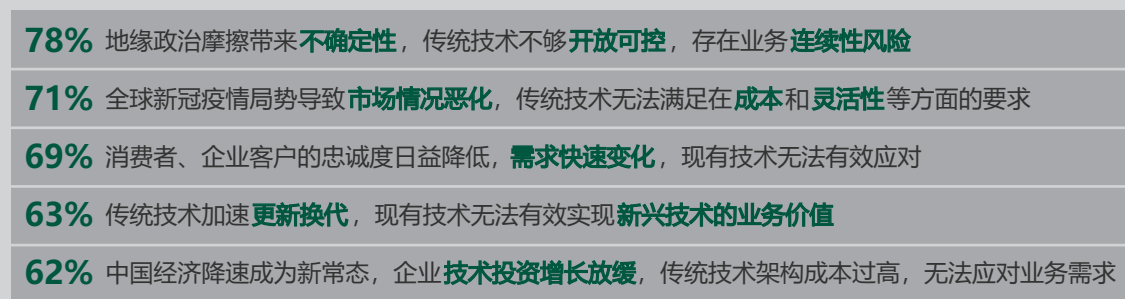 78% 地缘政治摩擦带来不确定性，传统技术不够开放可控，存在业务连续性风险
71% 全球新冠疫情局势导致市场情况恶化，传统技术无法满足在成本和灵活性等方面的要求
69% 消费者、企业客户的忠诚度日益降低，需求快速变化，现有技术无法有效应对
63% 传统技术加速更新换代，现有技术无法有效实现新兴技术的业务价值
62% 中国经济降速成为新常态，企业技术投资增长放缓，传统技术架构成本过高，无法应对业务需求